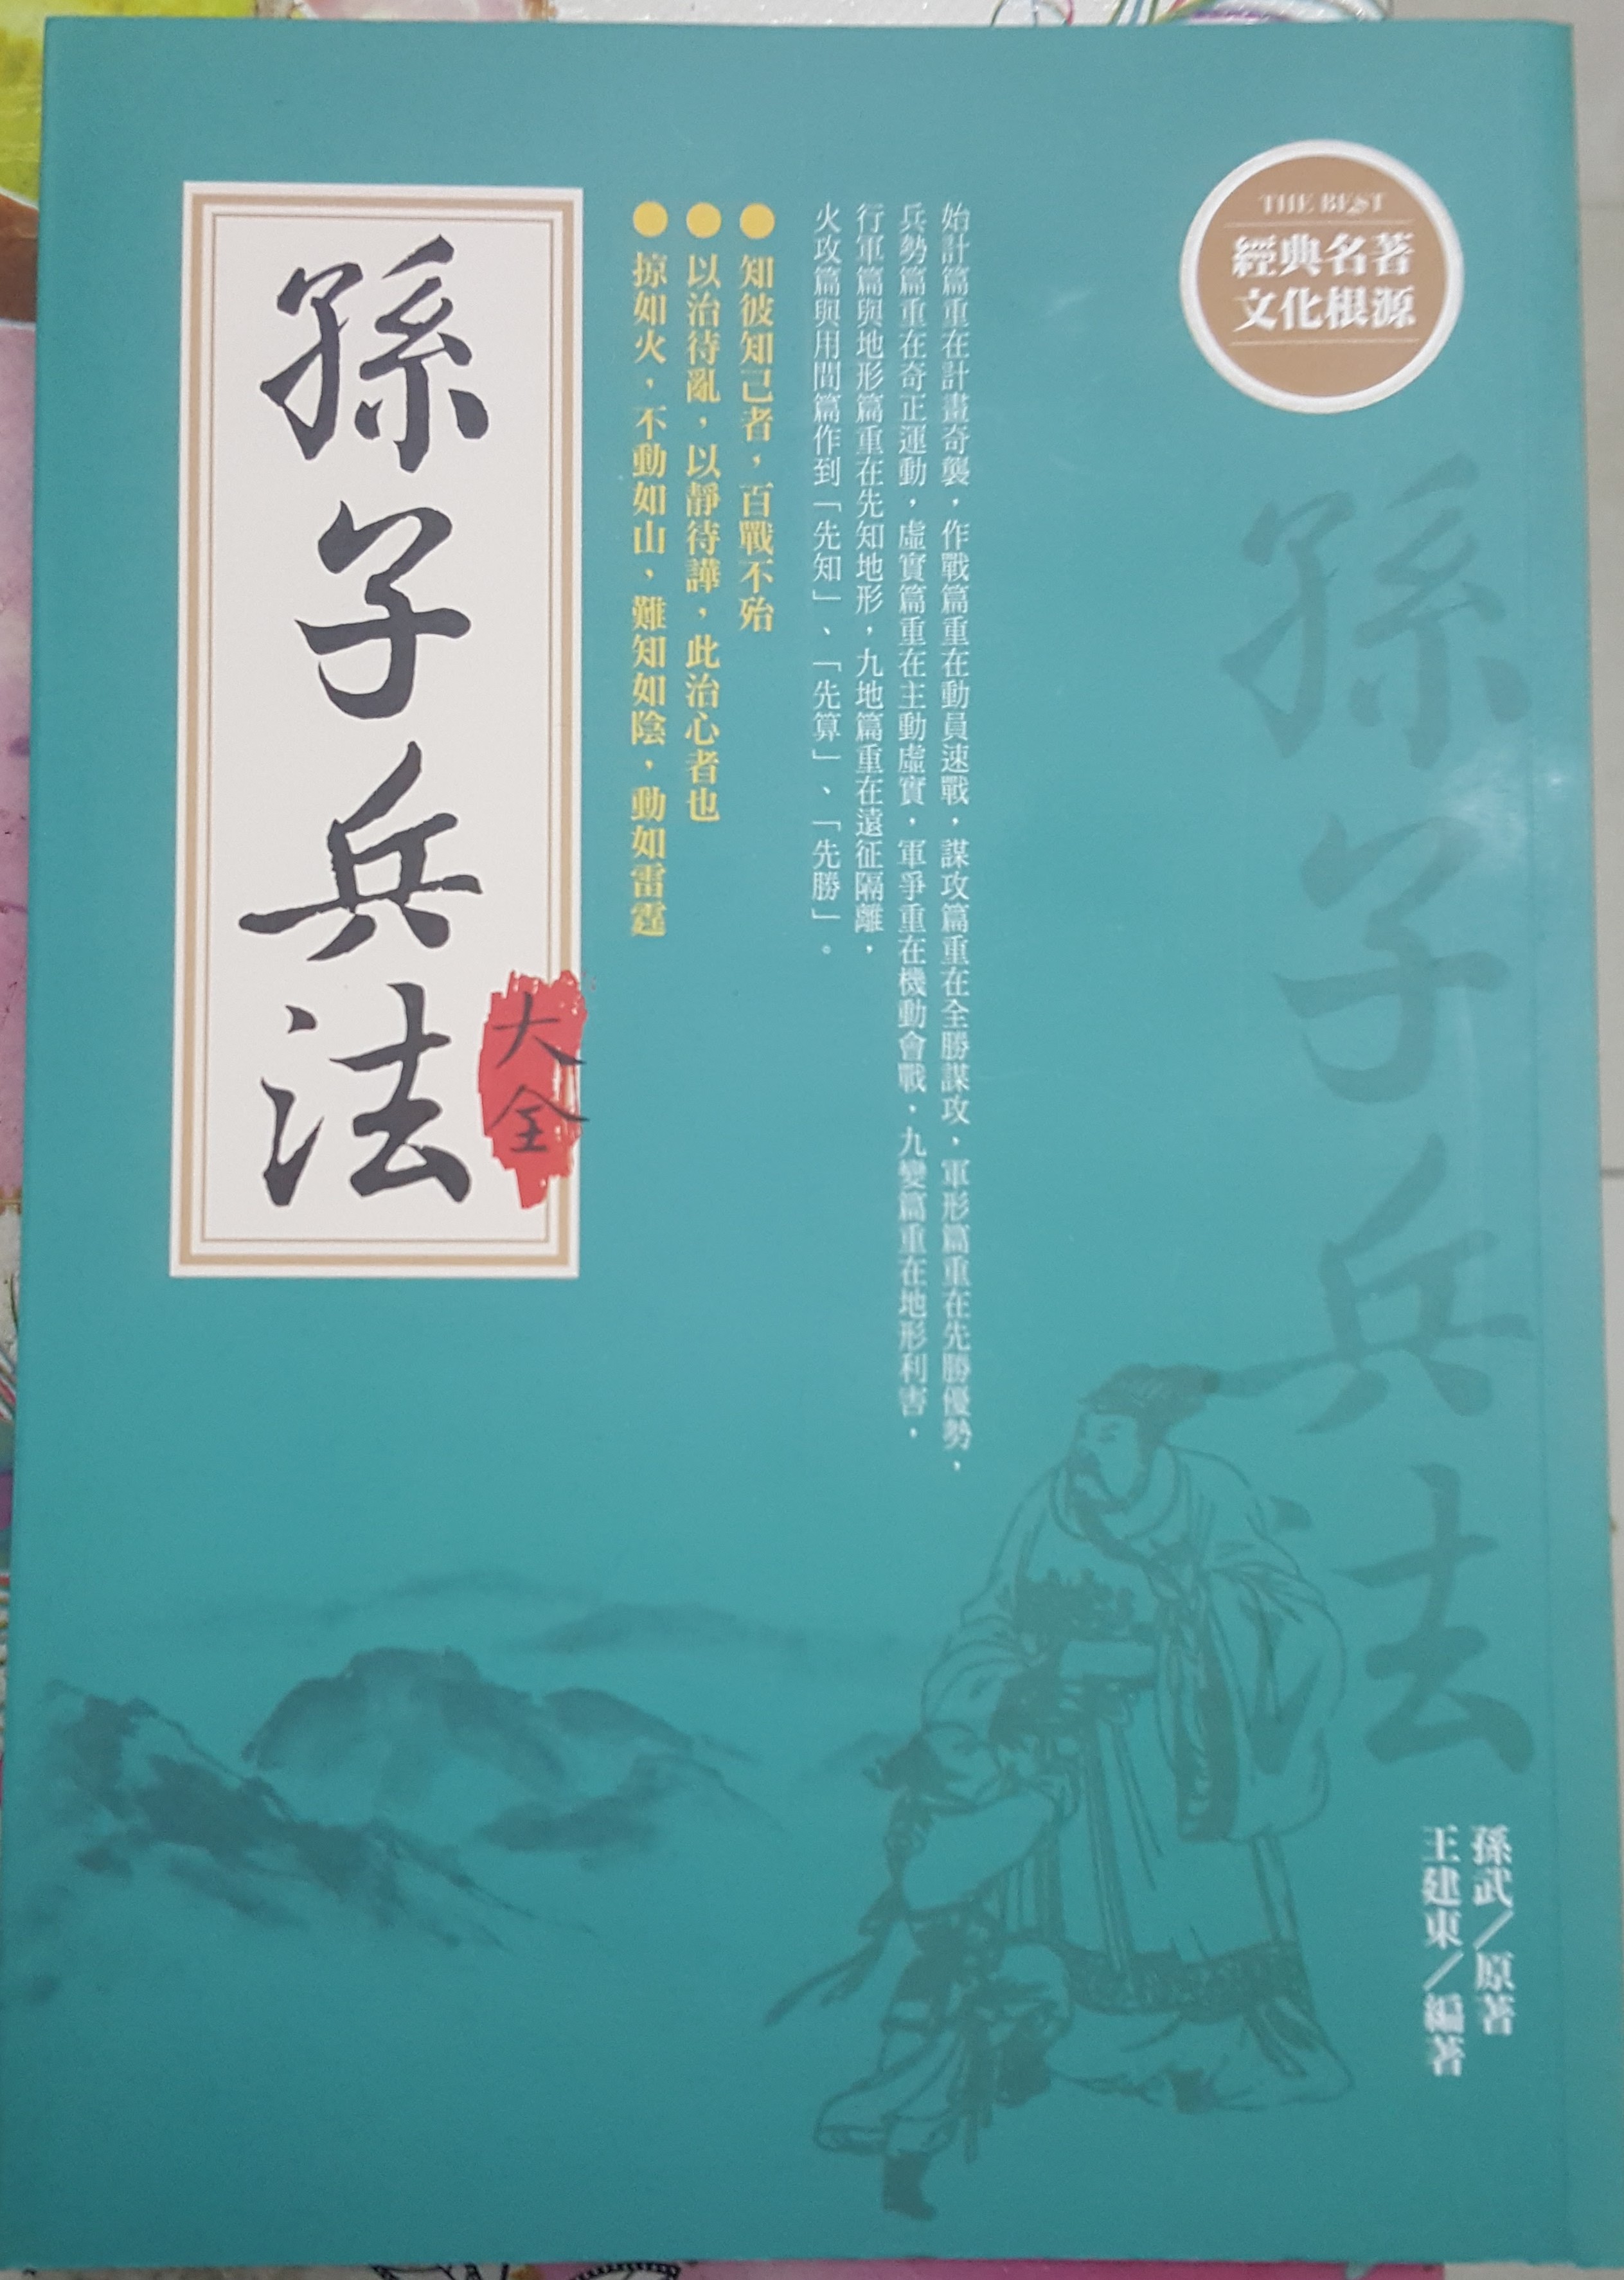 THE BEST
經典名著
文化根源
孫子兵法
孫武／原著
王建東／編著
始計篇重在計畫奇襲，作戰篇重在動員速戰，謀攻篇重在全勝謀攻，軍形篇重在先勝優勢，
兵勢篇重在奇正運動，虛實篇重在主動虛實，軍爭重在機動會戰，九變篇重在地形利害，
行軍篇與地形篇重在先知地形，九地篇重在遠征隔離，
火攻篇與用間篇作到「先知」、「先算」、「先勝」。
●知彼知己者，百戰不殆
●以治待亂，以靜待譁，此治心者也
●掠如火，不動如山，難知如陰，動如雷霆
孫子兵法
大全